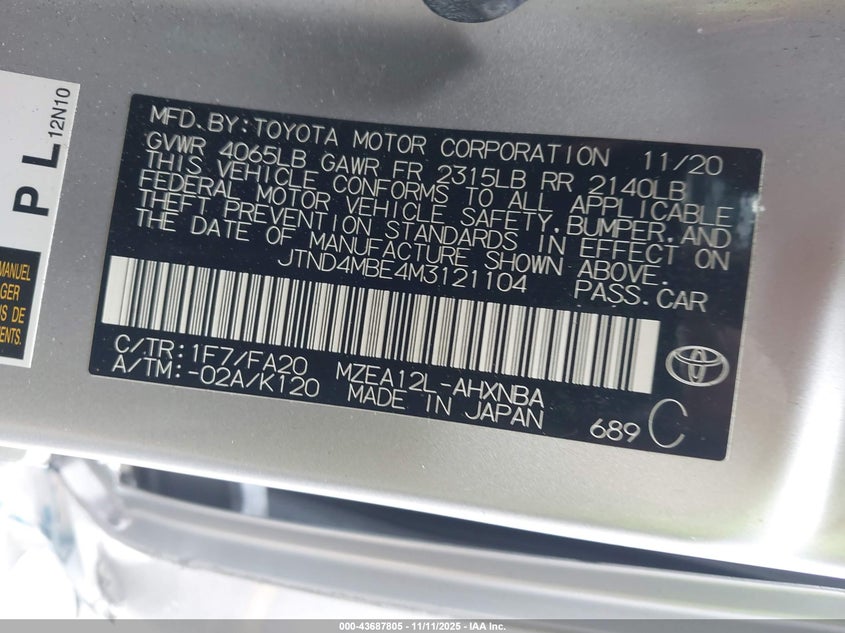 P L
12N10
MANUEL
GER
US DE
ENTS.
MFD.BY:TOYOTA MOTOR CORPORATION 11/20
GVWR 4065LB GAWR FR 2315LB RR 2140LB
THIS VEHICLE CONFORMS TO ALL APPLICABLE
FEDERAL MOTOR VEHICLE SAFETY,BUMPER,AND
THEFT PREVENTION STANDARDS IN EFFECT ON
THE DATE OF MANUFACTURE SHOWN ABOVE.
JTND4MBE4M3121104 PASS.CAR
C/TR:1F7/FA20 MZEA12L-AHXNBA
A/TM:-02A/K120 MADE IN JAPAN
689 C
000-43687805 - 11/11/2025 - IAA Inc.